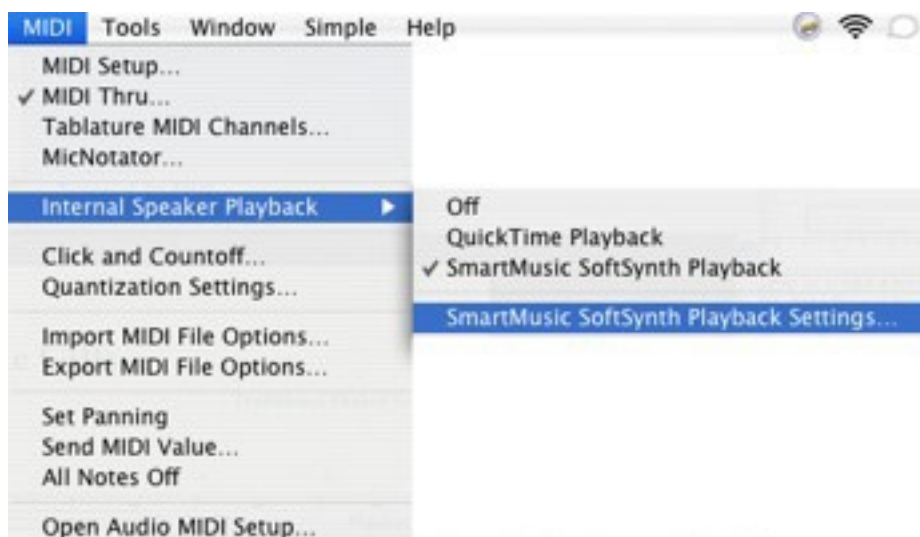 MIDI Tools Window Simple Help
MIDI Setup...
✓ MIDI Thru...
Tablature MIDI Channels...
MicNotator...
Internal Speaker Playback
Click and Countoff...
Quantization Settings...
Import MIDI File Options...
Export MIDI File Options...
Set Panning
Send MIDI Value...
All Notes Off
Open Audio MIDI Setup...
Off
QuickTime Playback
✓ SmartMusic SoftSynth Playback
SmartMusic SoftSynth Playback Settings...